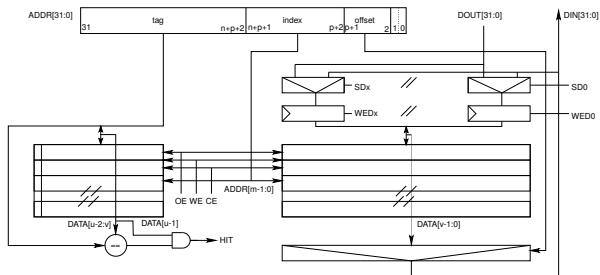 ADDR[31:0] DOUT[31:0] DIN[31:0]
tag index offset
31 n+p+2 n+p+1 p+2 p+1 2 1 0
SDx SD0
WEDx WED0
OE WE CE ADDR[m-1:0]
DATA[u-2:v] DATA[u-1] DATA[v-1:0]
== HIT